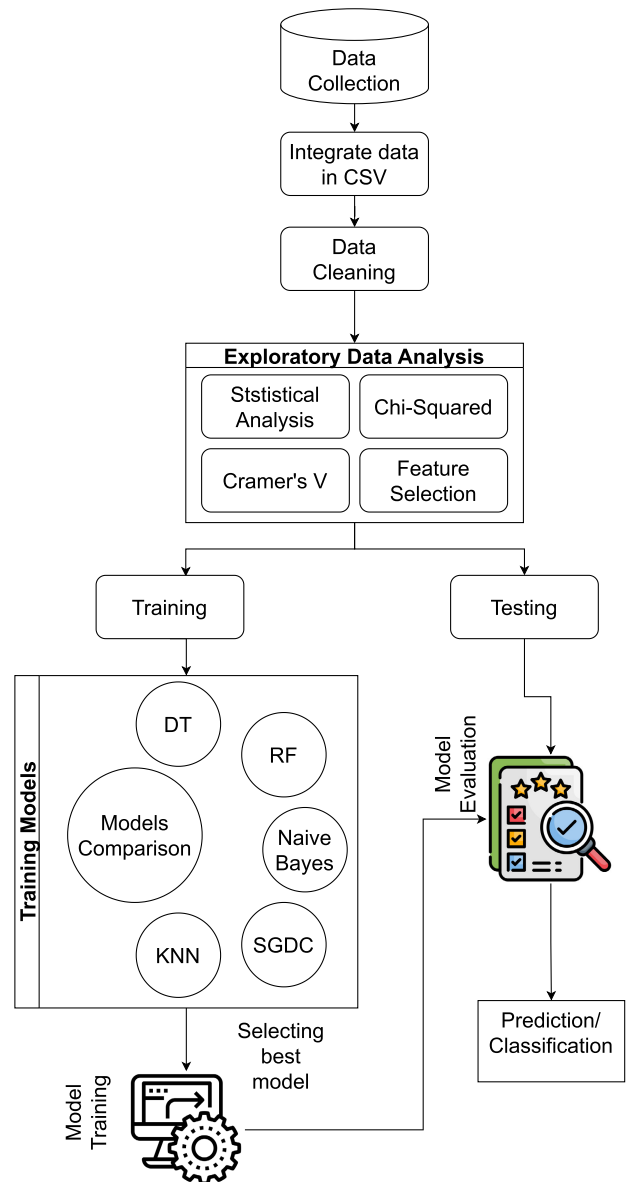 Data
Collection
Integrate data
in CSV
Data
Cleaning
Exploratory Data Analysis
Ststistical
Analysis
Chi-Squared
Cramer's V
Feature
Selection
Training
Testing
Training Models
DT
RF
Models
Comparison
Naive
Bayes
KNN
SGDC
Model
Evaluation
Selecting
best
model
Model
Training
Prediction/
Classification